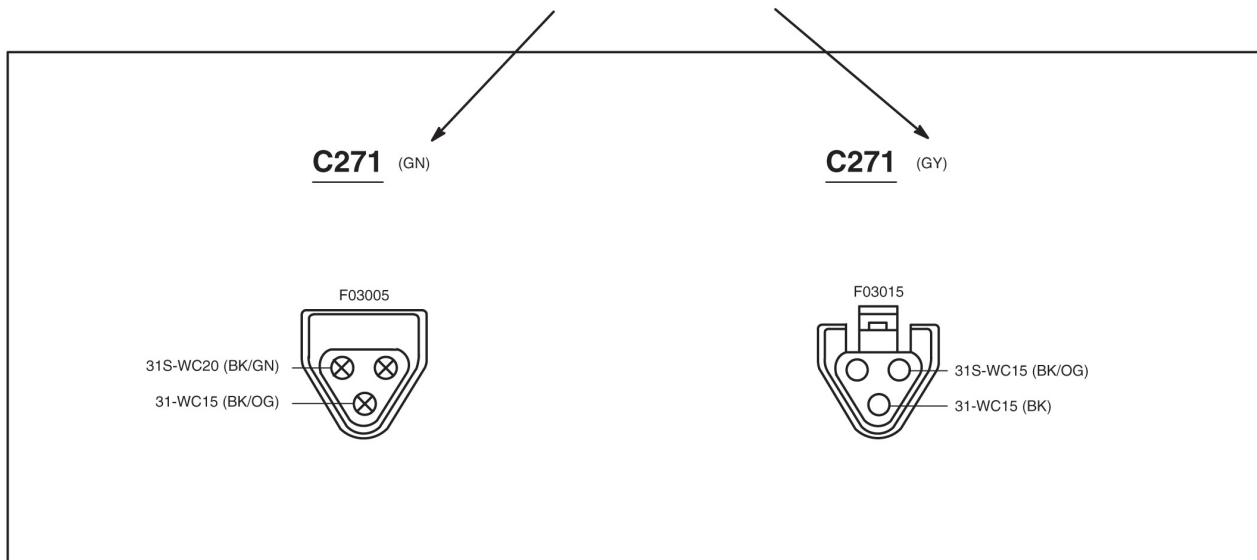 C271 (GN)
C271 (GY)
F03005
31S-WC20 (BK/GN)
31-WC15 (BK/OG)
F03015
31S-WC15 (BK/OG)
31-WC15 (BK)